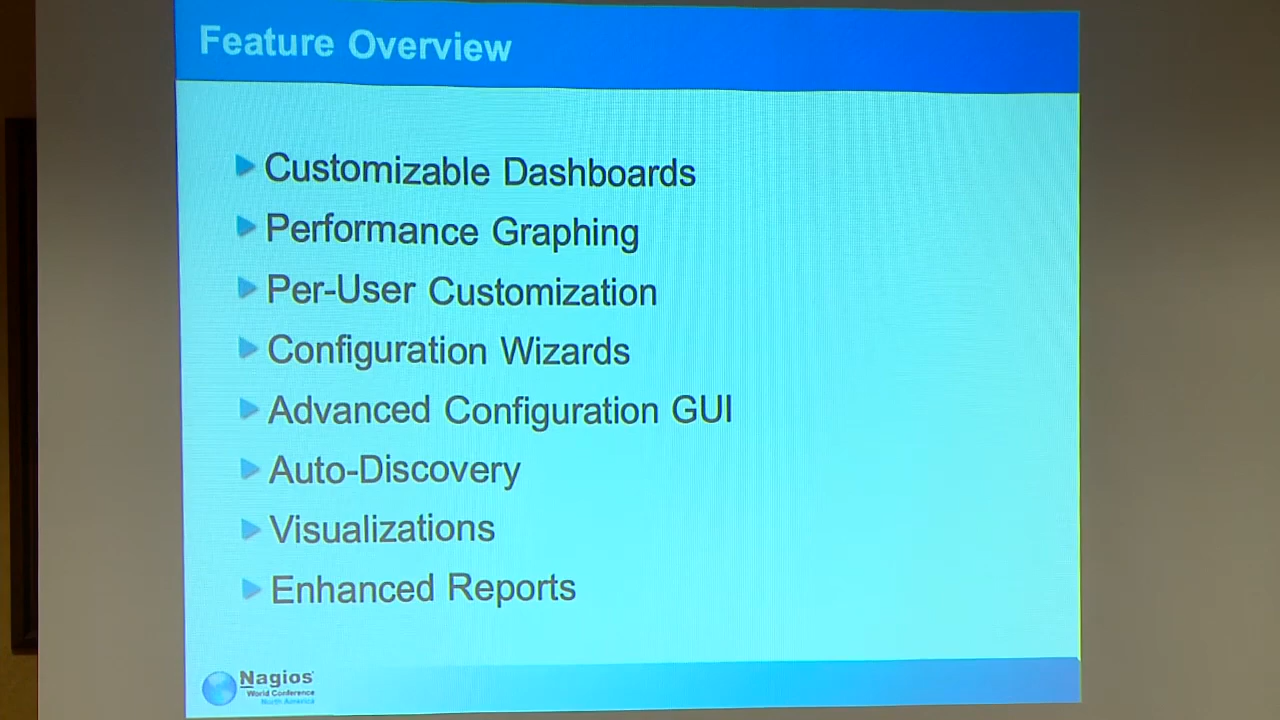 Feature Overview
Customizable Dashboards
Performance Graphing
Per-User Customization
Configuration Wizards
Advanced Configuration GUI
Auto-Discovery
Visualizations
Enhanced Reports
Nagios®
World Conference
North America